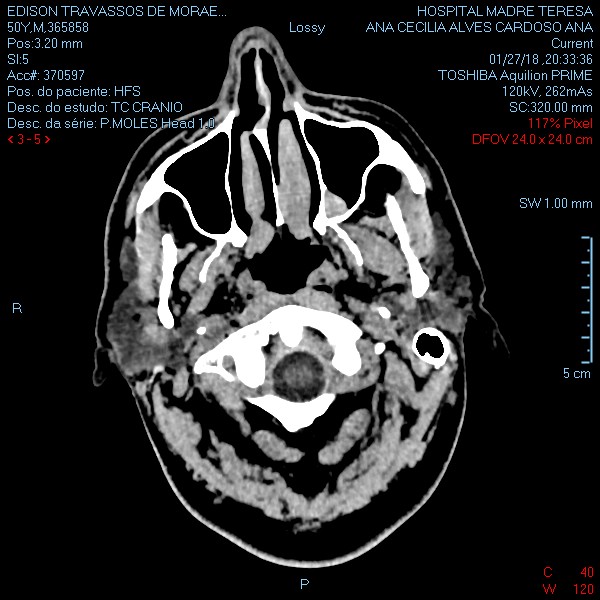 EDISON TRAVASSOS DE MORAE...
50Y,M,365858
Pos:3.20 mm
SI:5
Acc#: 370597
Pos. do paciente: HFS
Desc. do estudo: TC CRANIO
Desc. da série: P.MOLES Head 1.0
< 3 - 5 >
Lossy
HOSPITAL MADRE TERESA
ANA CECILIA ALVES CARDOSO ANA
Current
01/27/18 ,20:33:36
TOSHIBA Aquilion PRIME
120kV, 262mAs
SC:320.00 mm
117% Pixel
DFOV 24.0 x 24.0 cm
SW 1.00 mm
R
5 cm
P
C 40
W 120